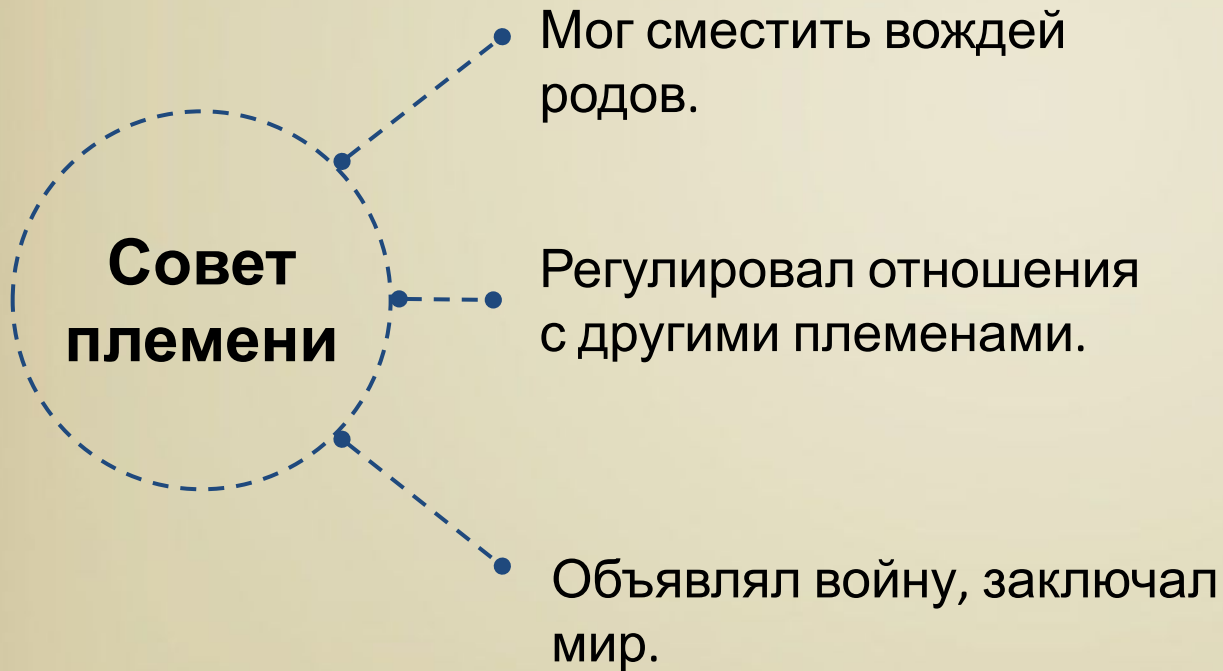 Мог сместить вождей
родов.
Совет
племени
Регулировал отношения
с другими племенами.
Объявлял войну, заключал
мир.